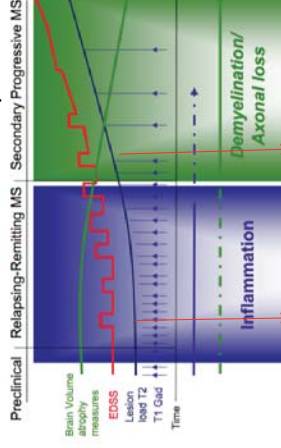 Preclinical
Relapsing-Remitting MS
Secondary Progressive MS
Brain Volume
atrophy
measures
EDSS
Lesion
load T2
T1 Gad
Time
Inflammation
Demyelination/
Axonal loss